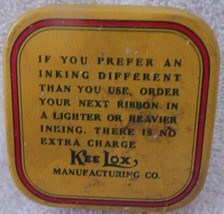 IF YOU PREFER AN
INKING DIFFERENT
THAN YOU USE, ORDER
YOUR NEXT RIBBON IN
A LIGHTER OR HEAVIER
INKING. THERE IS NO
EXTRA CHARGE
KEE LOX,
MANUFACTURING CO.